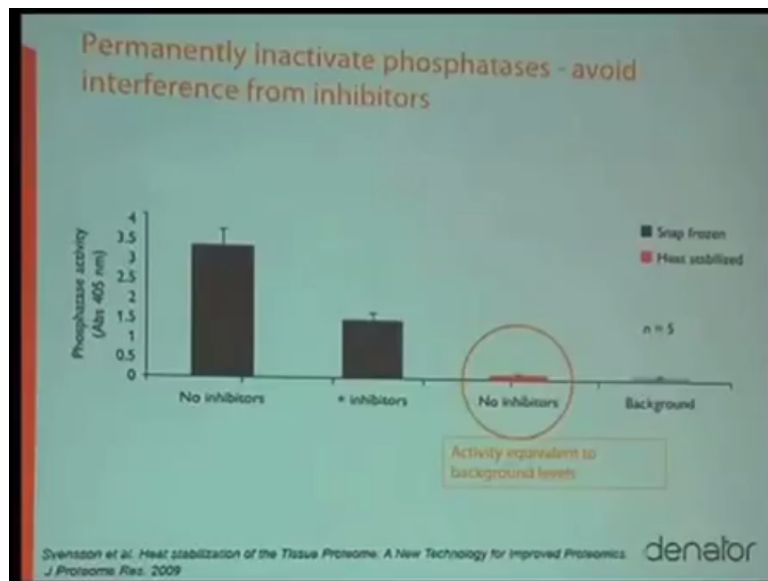 Permanently inactivate phosphatases - avoid
interference from inhibitors
Phosphatase activity
(Abs 405 nm)
4
3.5
3
2.5
2
1.5
1
0.5
0
Snap frozen
Heat stabilized
n = 5
No inhibitors
+ inhibitors
No inhibitors
Background
Activity equivalent to
background levels
Svensson et al. Heat stabilization of the Tissue Proteome: A New Technology for Improved Proteomics.
J Proteome Res. 2009
denator